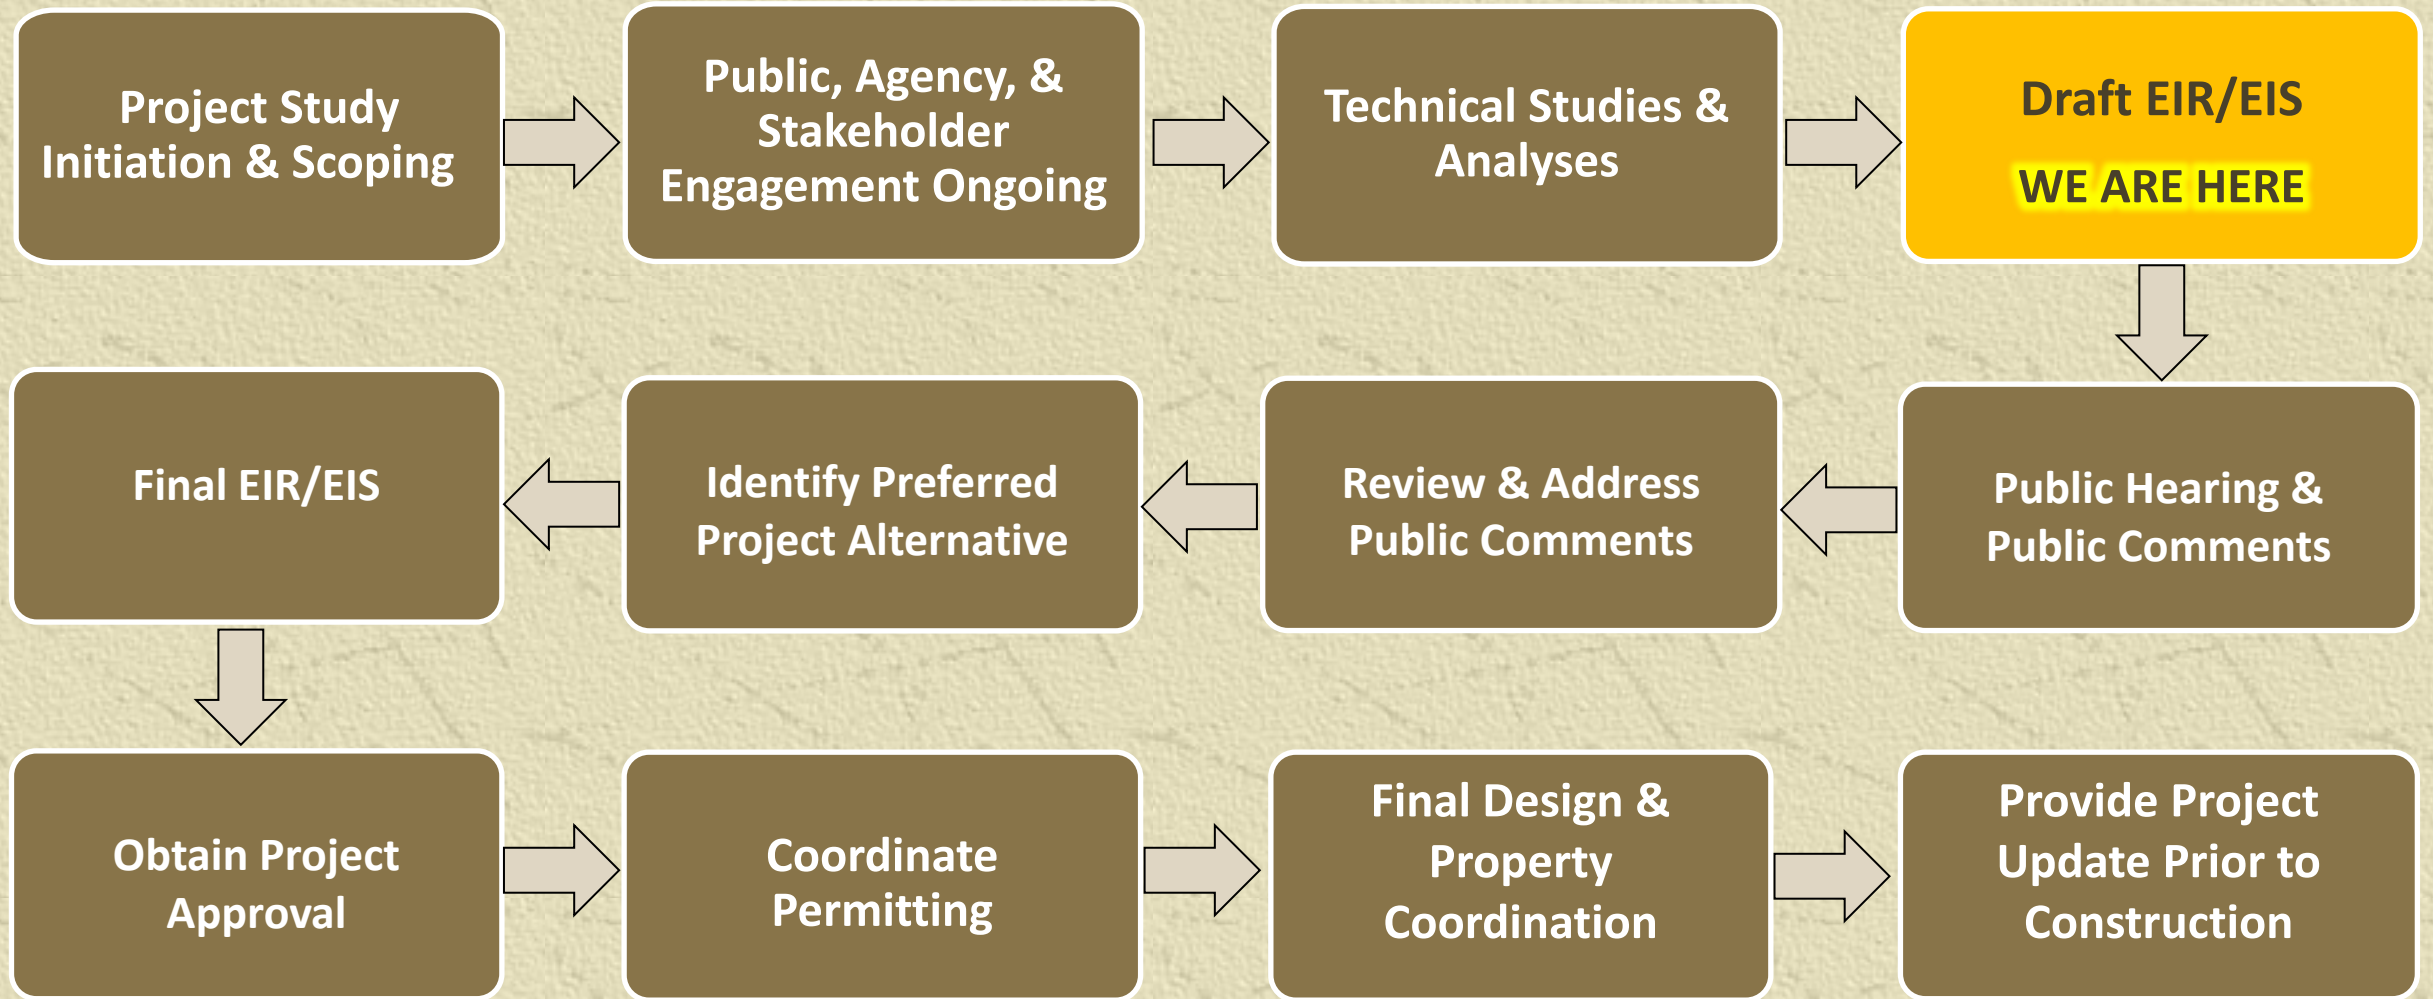 Project Study
Initiation & Scoping
Public, Agency, &
Stakeholder
Engagement Ongoing
Technical Studies &
Analyses
Draft EIR/EIS
WE ARE HERE
Public Hearing &
Public Comments
Review & Address
Public Comments
Identify Preferred
Project Alternative
Final EIR/EIS
Obtain Project
Approval
Coordinate
Permitting
Final Design &
Property
Coordination
Provide Project
Update Prior to
Construction